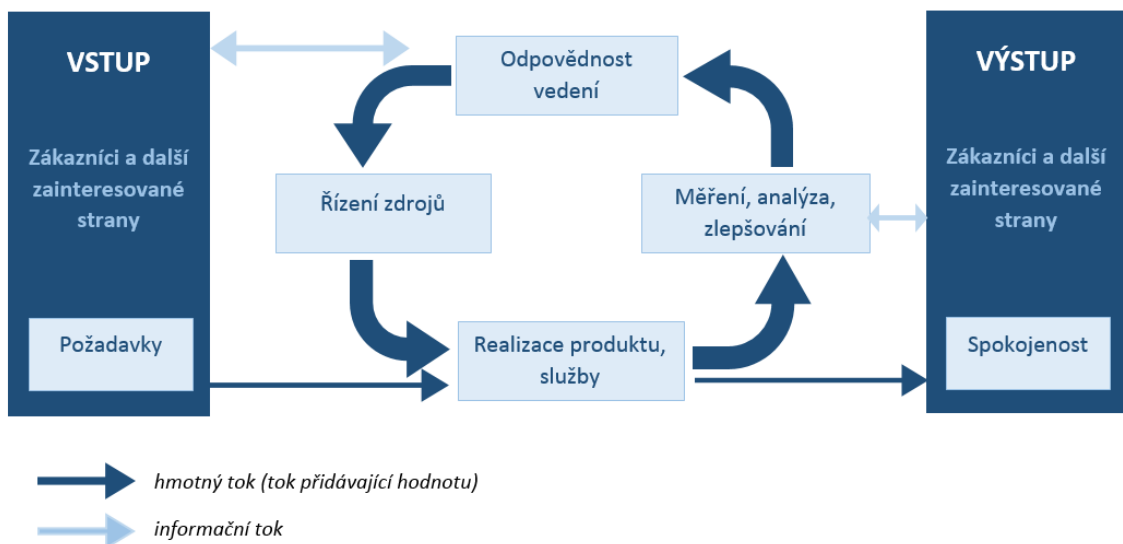 VSTUP
Zákazníci a další
zainteresované
strany
Požadavky
Odpovědnost
vedení
Řízení zdrojů
Měření, analýza,
zlepšování
Realizace produktu,
služby
VÝSTUP
Zákazníci a další
zainteresované
strany
Spokojenost
hmotný tok (tok přidávající hodnotu)
informační tok